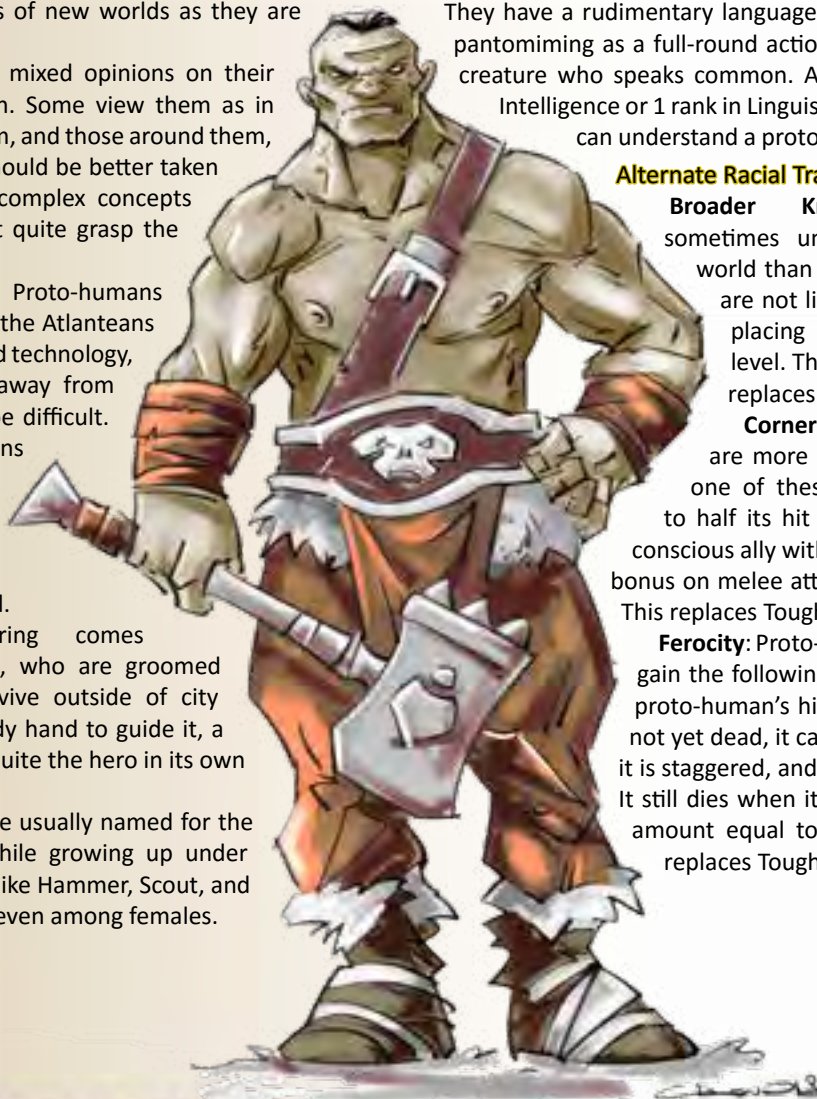 s of new worlds as they are
mixed opinions on their
n. Some view them as in
m, and those around them,
hould be better taken
complex concepts
t quite grasp the
Proto-humans
the Atlanteans
d technology,
away from
be difficult.
ns
d.
ring comes
, who are groomed
vive outside of city
dy hand to guide it, a
uite the hero in its own
e usually named for the
hile growing up under
ike Hammer, Scout, and
even among females.
They have a rudimentary language
pantomiming as a full-round actio
creature who speaks common. A
Intelligence or 1 rank in Linguis
can understand a proto
Alternate Racial Tra
Broader Kn
sometimes un
world than
are not li
placing
level. Th
replaces
Corner
are more
one of thes
to half its hit
conscious ally with
bonus on melee att
This replaces Tough
Ferocity: Proto-
gain the followin
proto-human's hi
not yet dead, it ca
it is staggered, and
It still dies when it
amount equal to
replaces Tough